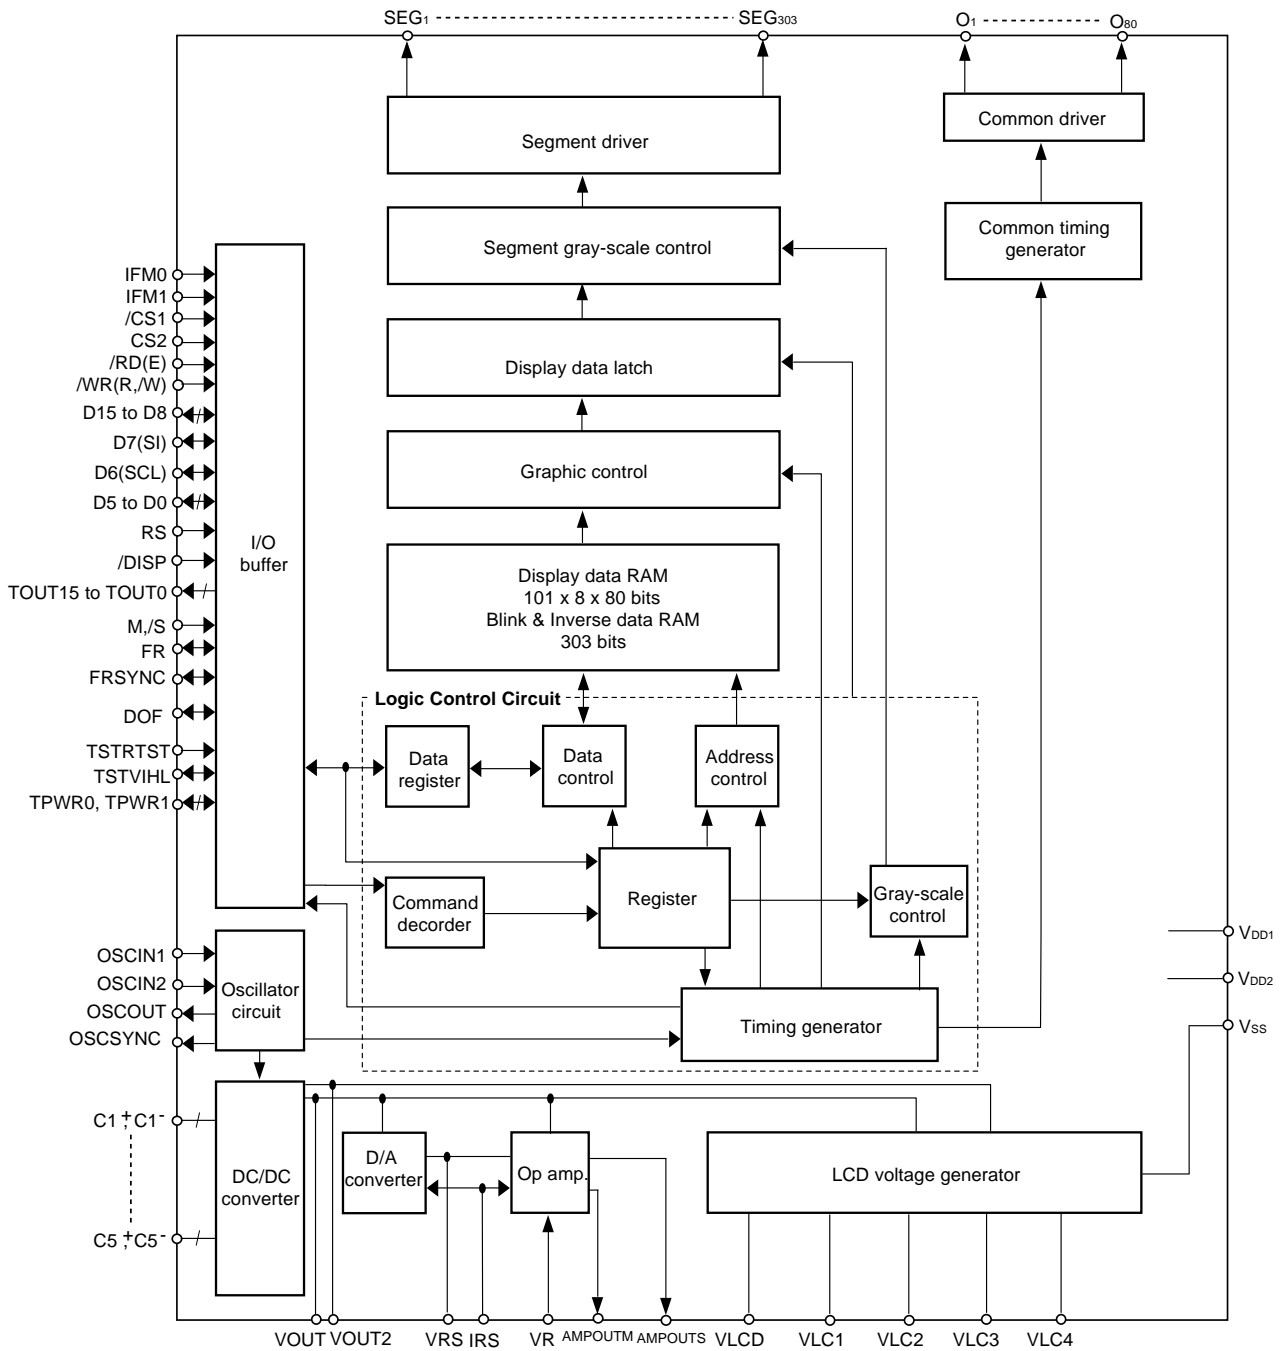 SEG1 SEG303 O1 O80
Segment driver
Common driver
Segment gray-scale control
Common timing
generator
Display data latch
Graphic control
Display data RAM
101 x 8 x 80 bits
Blink & Inverse data RAM
303 bits
IFM0
IFM1
/CS1
CS2
/RD(E)
/WR(R,/W)
D15 to D8
D7(SI)
D6(SCL)
D5 to D0
RS
/DISP
TOUT15 to TOUT0
M,/S
FR
FRSYNC
DOF
TSTRTST
TSTVIHL
TPWR0, TPWR1
I/O
buffer
Logic Control Circuit
Data
register
Data
control
Address
control
Command
decorder
Register
Gray-scale
control
Timing generator
OSCIN1
OSCIN2
OSCOUT
OSCSYNC
Oscillator
circuit
VDD1
VDD2
VSS
C1+, C1-
C5+, C5-
DC/DC
converter
D/A
converter
Op amp.
LCD voltage generator
VOUT VOUT2 VRS IRS VR AMPOUTM AMPOUTS VLCD VLC1 VLC2 VLC3 VLC4